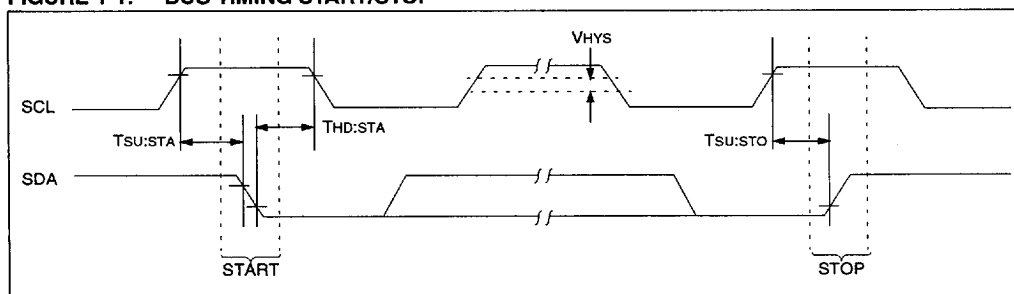 FIGURE 1-1: BUS TIMING START/STOP
VHYS
SCL
TSU:STA
THD:STA
TSU:STO
SDA
START
STOP